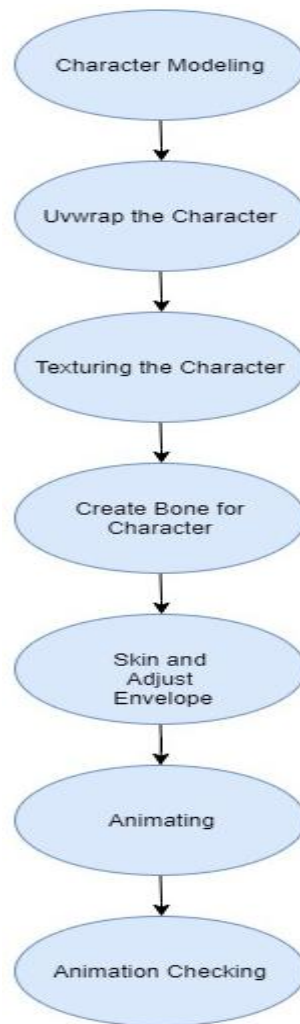 Character Modeling
Uvwrap the Character
Texturing the Character
Create Bone for
Character
Skin and
Adjust
Envelope
Animating
Animation Checking